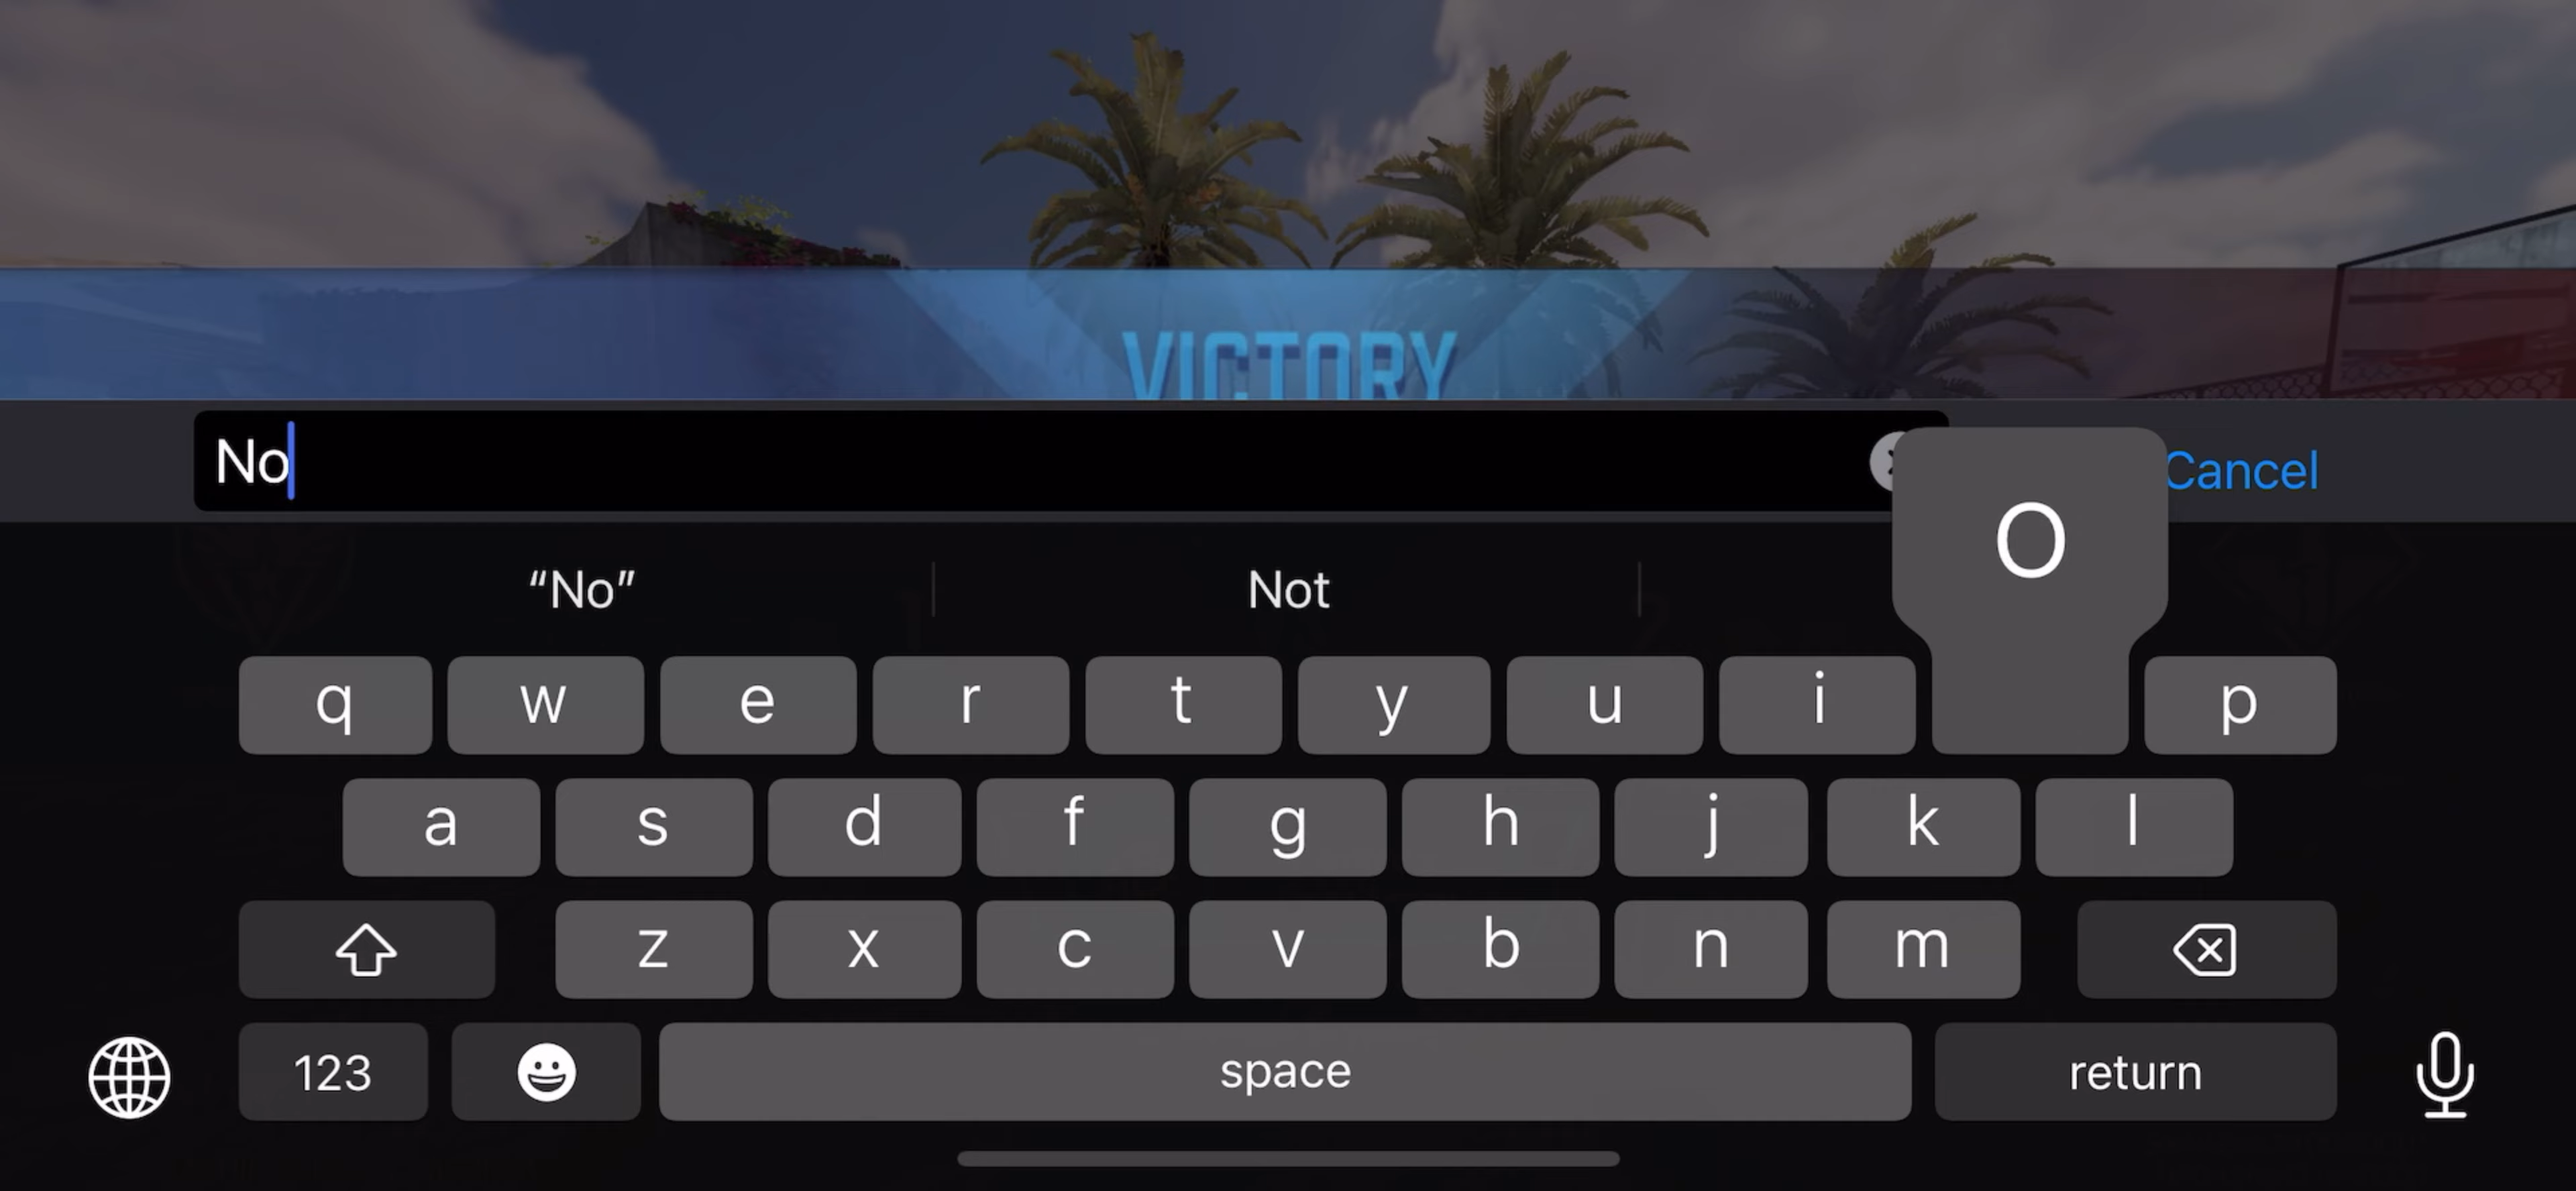 VICTORY
No
Cancel
O
“No”
Not
q w e r t y u i p
a s d f g h j k l
z x c v b n m
123
space
return